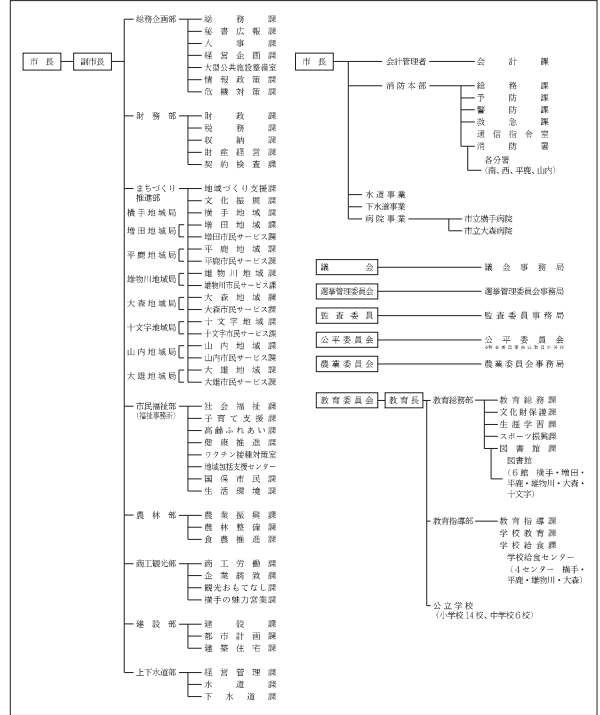 市長
副市長
総務企画部
総務課
秘書広報課
人事課
経営企画課
大型公共施設整備室
情報政策課
危機対策課
財務部
財政課
税務課
収納課
財産経営課
契約検査課
まちづくり
推進部
地域づくり支援課
文化振興課
横手地域局
横手地域課
増田地域局
増田地域課
増田市民サービス課
平鹿地域局
平鹿地域課
平鹿市民サービス課
雄物川地域局
雄物川地域課
雄物川市民サービス課
大森地域局
大森地域課
大森市民サービス課
十文字地域局
十文字地域課
十文字市民サービス課
山内地域局
山内地域課
山内市民サービス課
大雄地域局
大雄地域課
大雄市民サービス課
市民福祉部
(福祉事務所)
社会福祉課
子育て支援課
高齢ふれあい課
健康推進課
ワクチン接種対策室
地域包括支援センター
国保市民課
生活環境課
農林部
農業振興課
農林整備課
食農推進課
商工観光部
商工労働課
企業誘致課
観光おもてなし課
横手の魅力営業課
建設部
建設課
都市計画課
建築住宅課
上下水道部
経営管理課
水道課
下水道課
市長
会計管理者
会計課
消防本部
総務課
予防課
警防課
救急課
通信指令室
消防署
各分署
(南、西、平鹿、山内)
水道事業
下水道事業
病院事業
市立横手病院
市立大森病院
議会
議会事務局
選挙管理委員会
選挙管理委員会事務局
監査委員
監査委員事務局
公平委員会
公平委員会
農業委員会
農業委員会事務局
教育委員会
教育長
教育総務部
教育総務課
文化財保護課
生涯学習課
スポーツ振興課
図書館課
図書館
(6館 横手・増田・
平鹿・雄物川・大森・
十文字)
教育指導部
教育指導課
学校教育課
学校給食課
学校給食センター
(4センター 横手・
平鹿・雄物川・大森)
公立学校
(小学校14校、中学校6校)